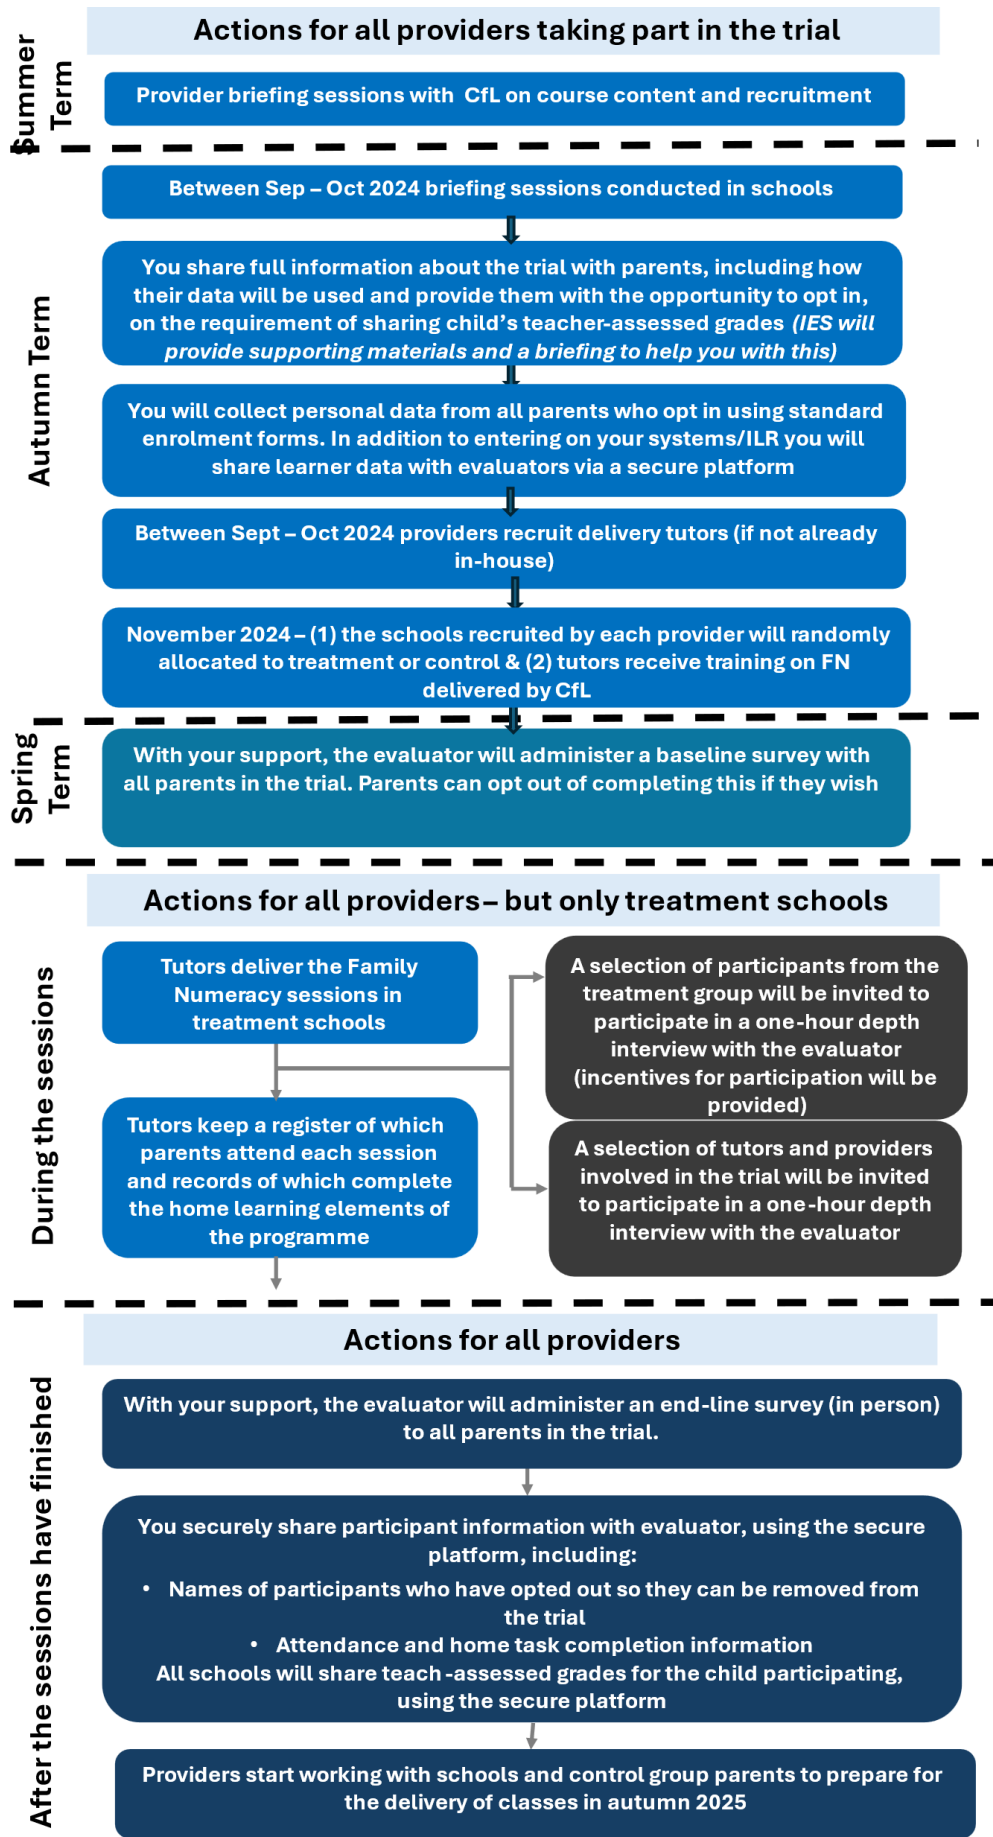 Actions for all providers taking part in the trial
Summer
Term
Provider briefing sessions with CfL on course content and recruitment
Autumn Term
Between Sep – Oct 2024 briefing sessions conducted in schools
You share full information about the trial with parents, including how
their data will be used and provide them with the opportunity to opt in,
on the requirement of sharing child's teacher-assessed grades (IES will
provide supporting materials and a briefing to help you with this)
You will collect personal data from all parents who opt in using standard
enrolment forms. In addition to entering on your systems/ILR you will
share learner data with evaluators via a secure platform
Between Sept – Oct 2024 providers recruit delivery tutors (if not already
in-house)
November 2024 – (1) the schools recruited by each provider will randomly
allocated to treatment or control & (2) tutors receive training on FN
delivered by CfL
Spring
Term
With your support, the evaluator will administer a baseline survey with
all parents in the trial. Parents can opt out of completing this if they wish
Actions for all providers – but only treatment schools
During the sessions
Tutors deliver the Family
Numeracy sessions in
treatment schools
Tutors keep a register of which
parents attend each session
and records of which complete
the home learning elements of
the programme
A selection of participants from the
treatment group will be invited to
participate in a one-hour depth
interview with the evaluator
(incentives for participation will be
provided)
A selection of tutors and providers
involved in the trial will be invited
to participate in a one-hour depth
interview with the evaluator
Actions for all providers
After the sessions have finished
With your support, the evaluator will administer an end-line survey (in person)
to all parents in the trial.
You securely share participant information with evaluator, using the secure
platform, including:
• Names of participants who have opted out so they can be removed from
the trial
• Attendance and home task completion information
All schools will share teach -assessed grades for the child participating,
using the secure platform
Providers start working with schools and control group parents to prepare for
the delivery of classes in autumn 2025